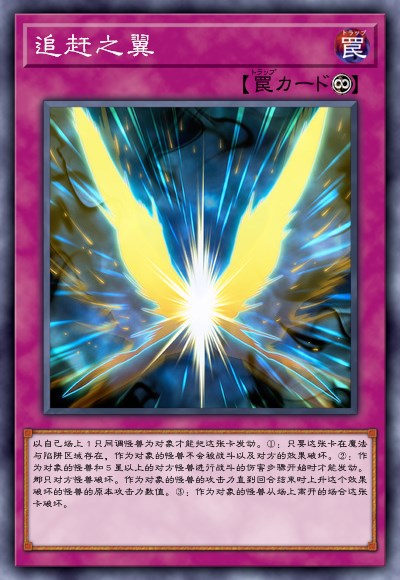 追赶之翼
トラップ
罠
トラップ
【罠カード】
以自己场上1只同调怪兽为对象才能把这张卡发动。①：只要这张卡在魔法
与陷阱区域存在，作为对象的怪兽不会被战斗以及对方的效果破坏。②：作
为对象的怪兽和5星以上的对方怪兽进行战斗的伤害步骤开始时才能发动。
那只对方怪兽破坏。作为对象的怪兽的攻击力直到回合结束时上升这个效果
破坏的怪兽的原本攻击力数值。③：作为对象的怪兽从场上离开的场合这张
卡破坏。